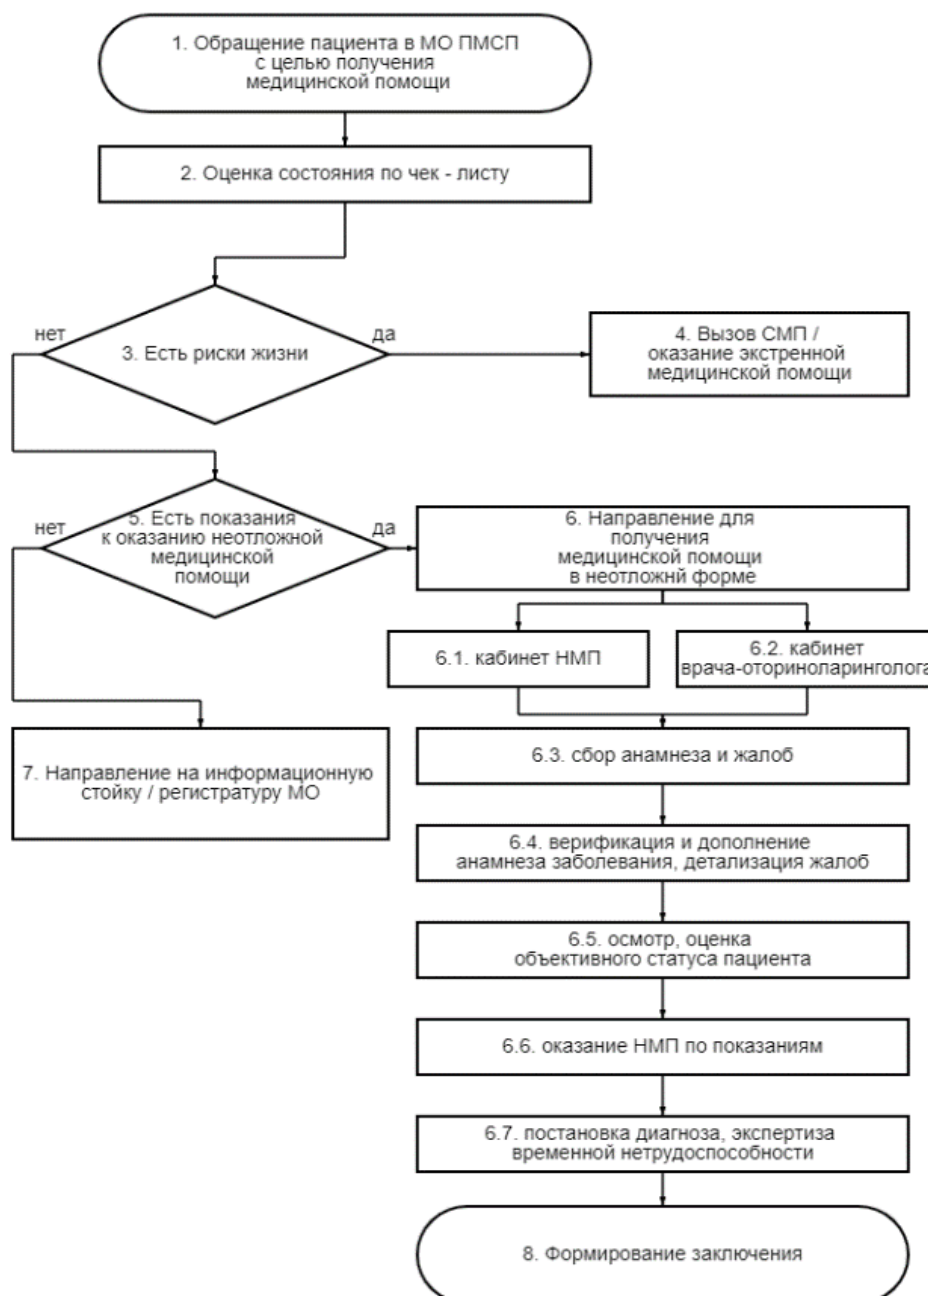 1. Обращение пациента в МО ПМСП
с целью получения
медицинской помощи
2. Оценка состояния по чек - листу
нет
да
3. Есть риски жизни
4. Вызов СМП /
оказание экстренной
медицинской помощи
нет
да
5. Есть показания
к оказанию неотложной
медицинской
помощи
6. Направление для
получения
медицинской помощи
в неотложнй форме
6.1. кабинет НМП
6.2. кабинет
врача-оториноларинголога
6.3. сбор анамнеза и жалоб
7. Направление на информационную
стойку / регистратуру МО
6.4. верификация и дополнение
анамнеза заболевания, детализация жалоб
6.5. осмотр, оценка
объективного статуса пациента
6.6. оказание НМП по показаниям
6.7. постановка диагноза, экспертиза
временной нетрудоспособности
8. Формирование заключения